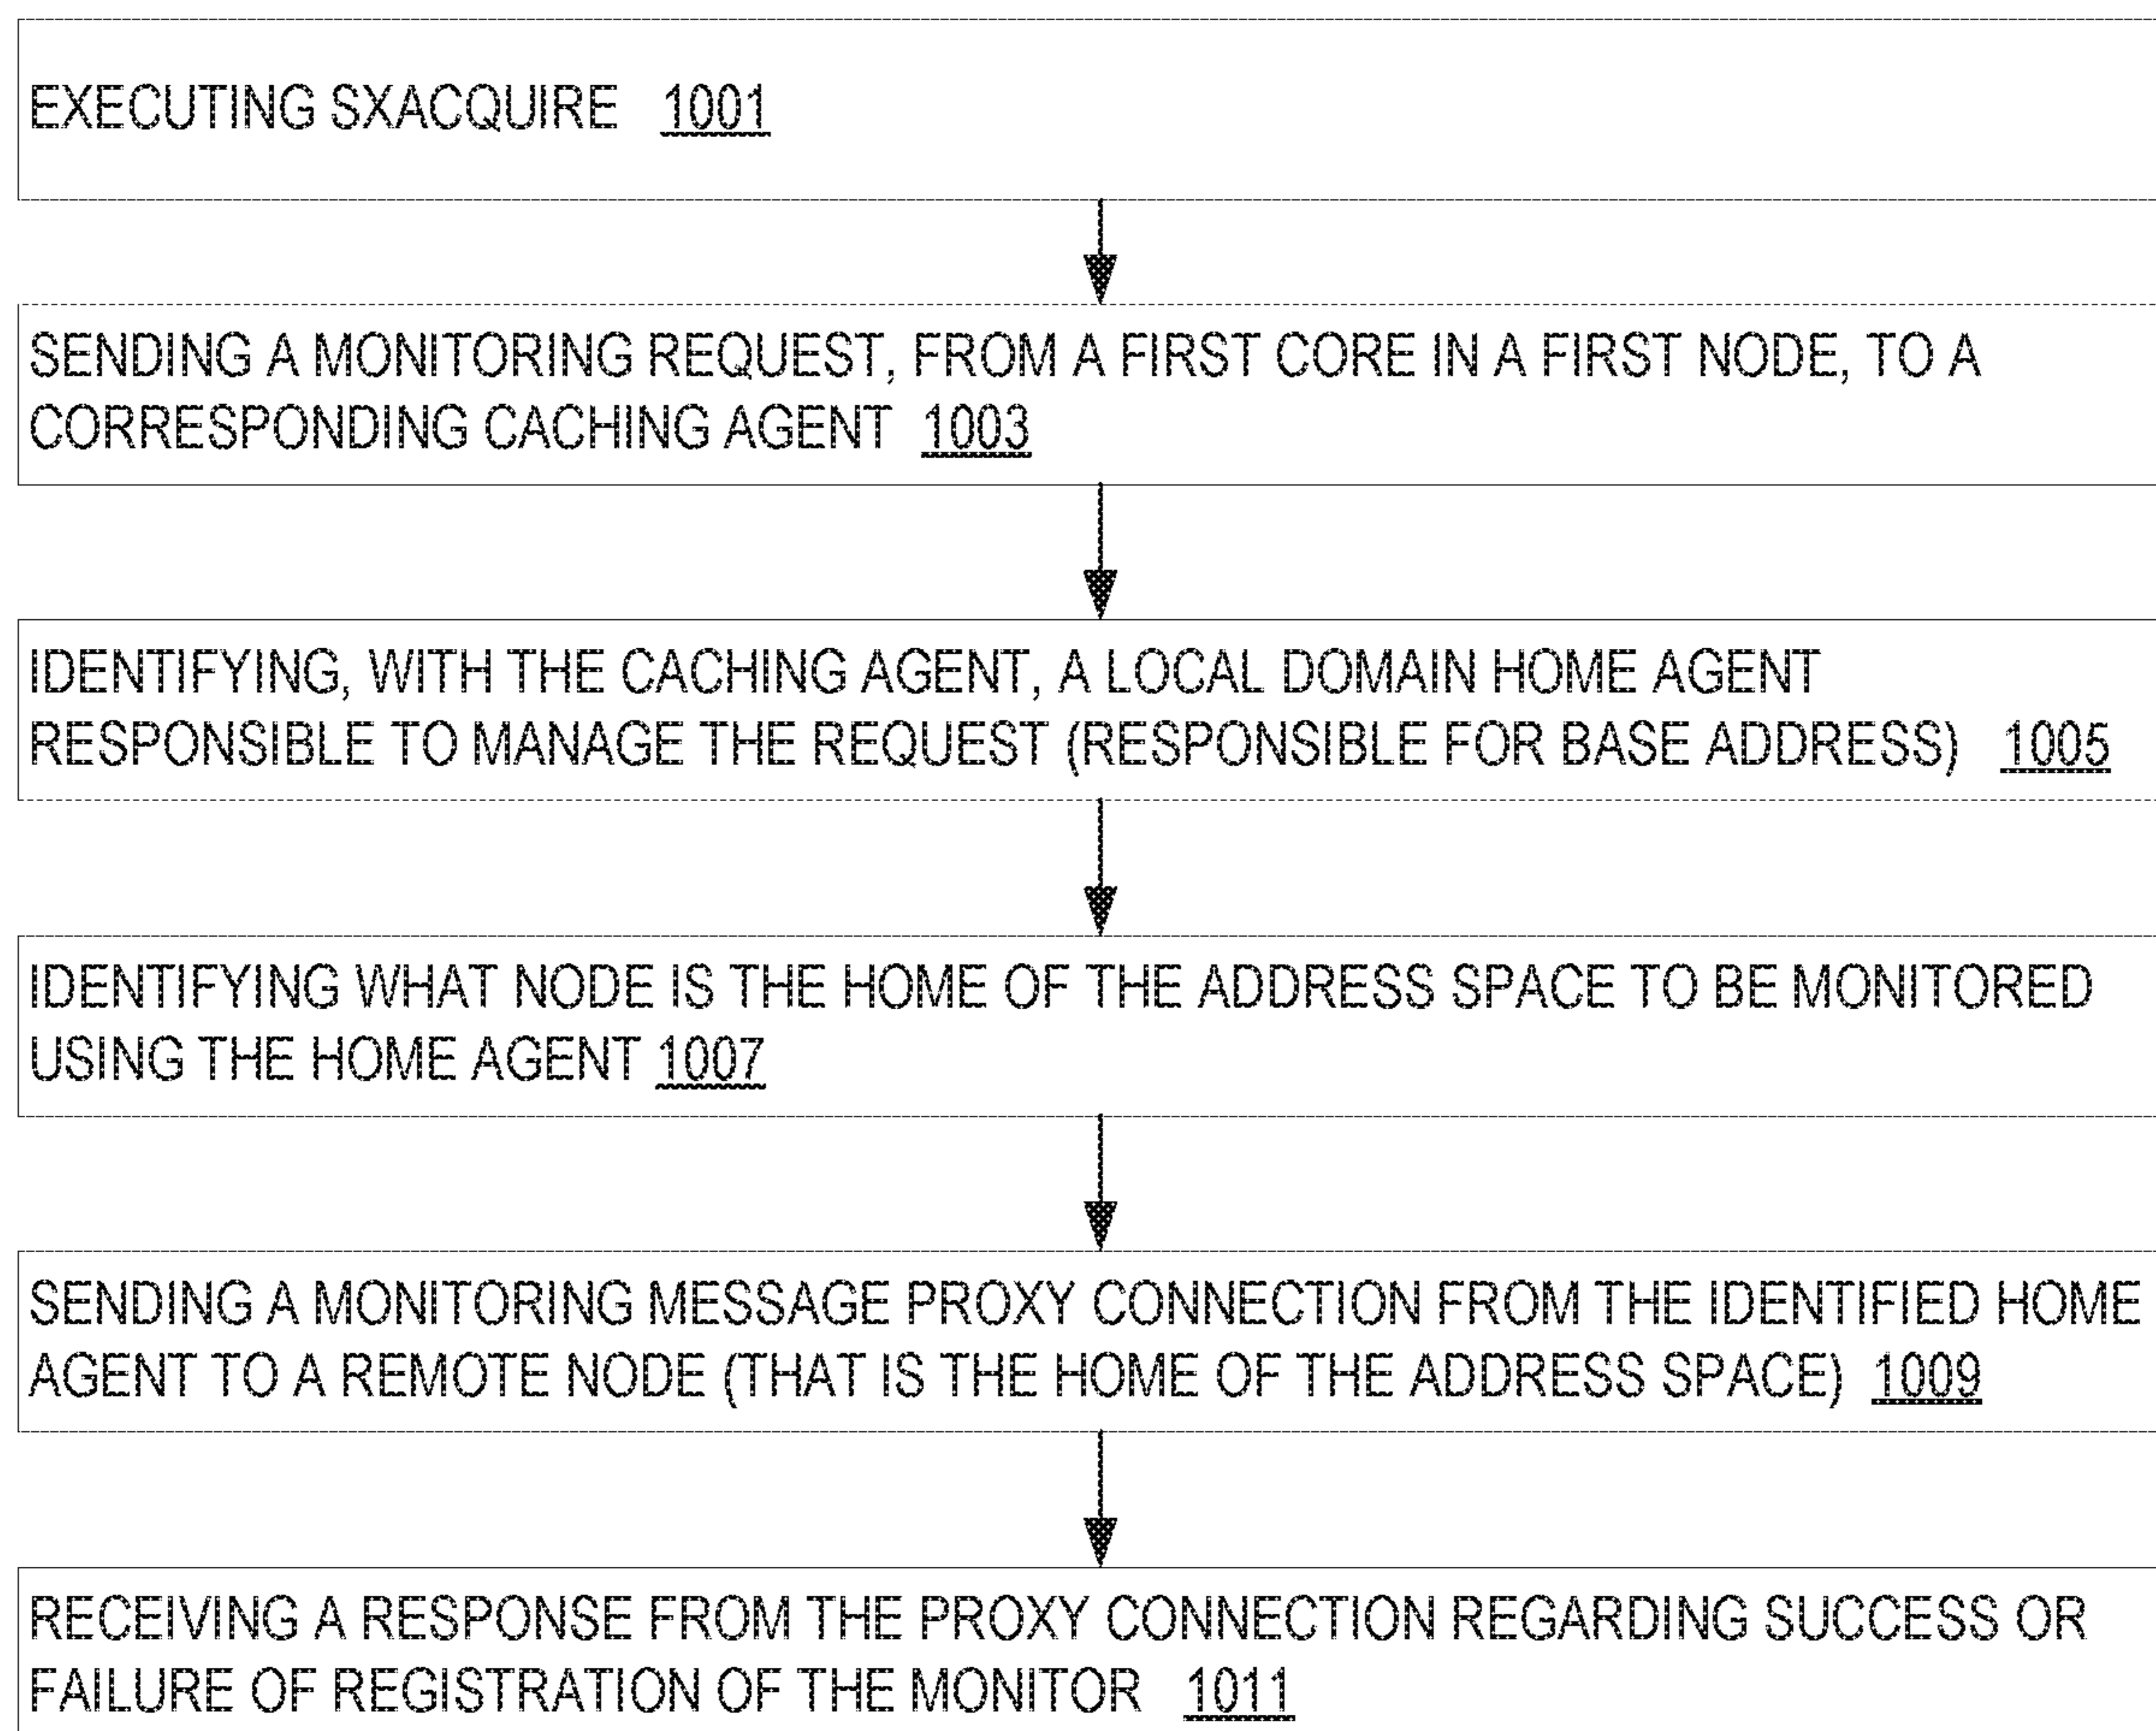 EXECUTING SXACQUIRE 1001
SENDING A MONITORING REQUEST, FROM A FIRST CORE IN A FIRST NODE, TO A
CORRESPONDING CACHING AGENT 1003
IDENTIFYING, WITH THE CACHING AGENT, A LOCAL DOMAIN HOME AGENT
RESPONSIBLE TO MANAGE THE REQUEST (RESPONSIBLE FOR BASE ADDRESS) 1005
IDENTIFYING WHAT NODE IS THE HOME OF THE ADDRESS SPACE TO BE MONITORED
USING THE HOME AGENT 1007
SENDING A MONITORING MESSAGE PROXY CONNECTION FROM THE IDENTIFIED HOME
AGENT TO A REMOTE NODE (THAT IS THE HOME OF THE ADDRESS SPACE) 1009
RECEIVING A RESPONSE FROM THE PROXY CONNECTION REGARDING SUCCESS OR
FAILURE OF REGISTRATION OF THE MONITOR 1011